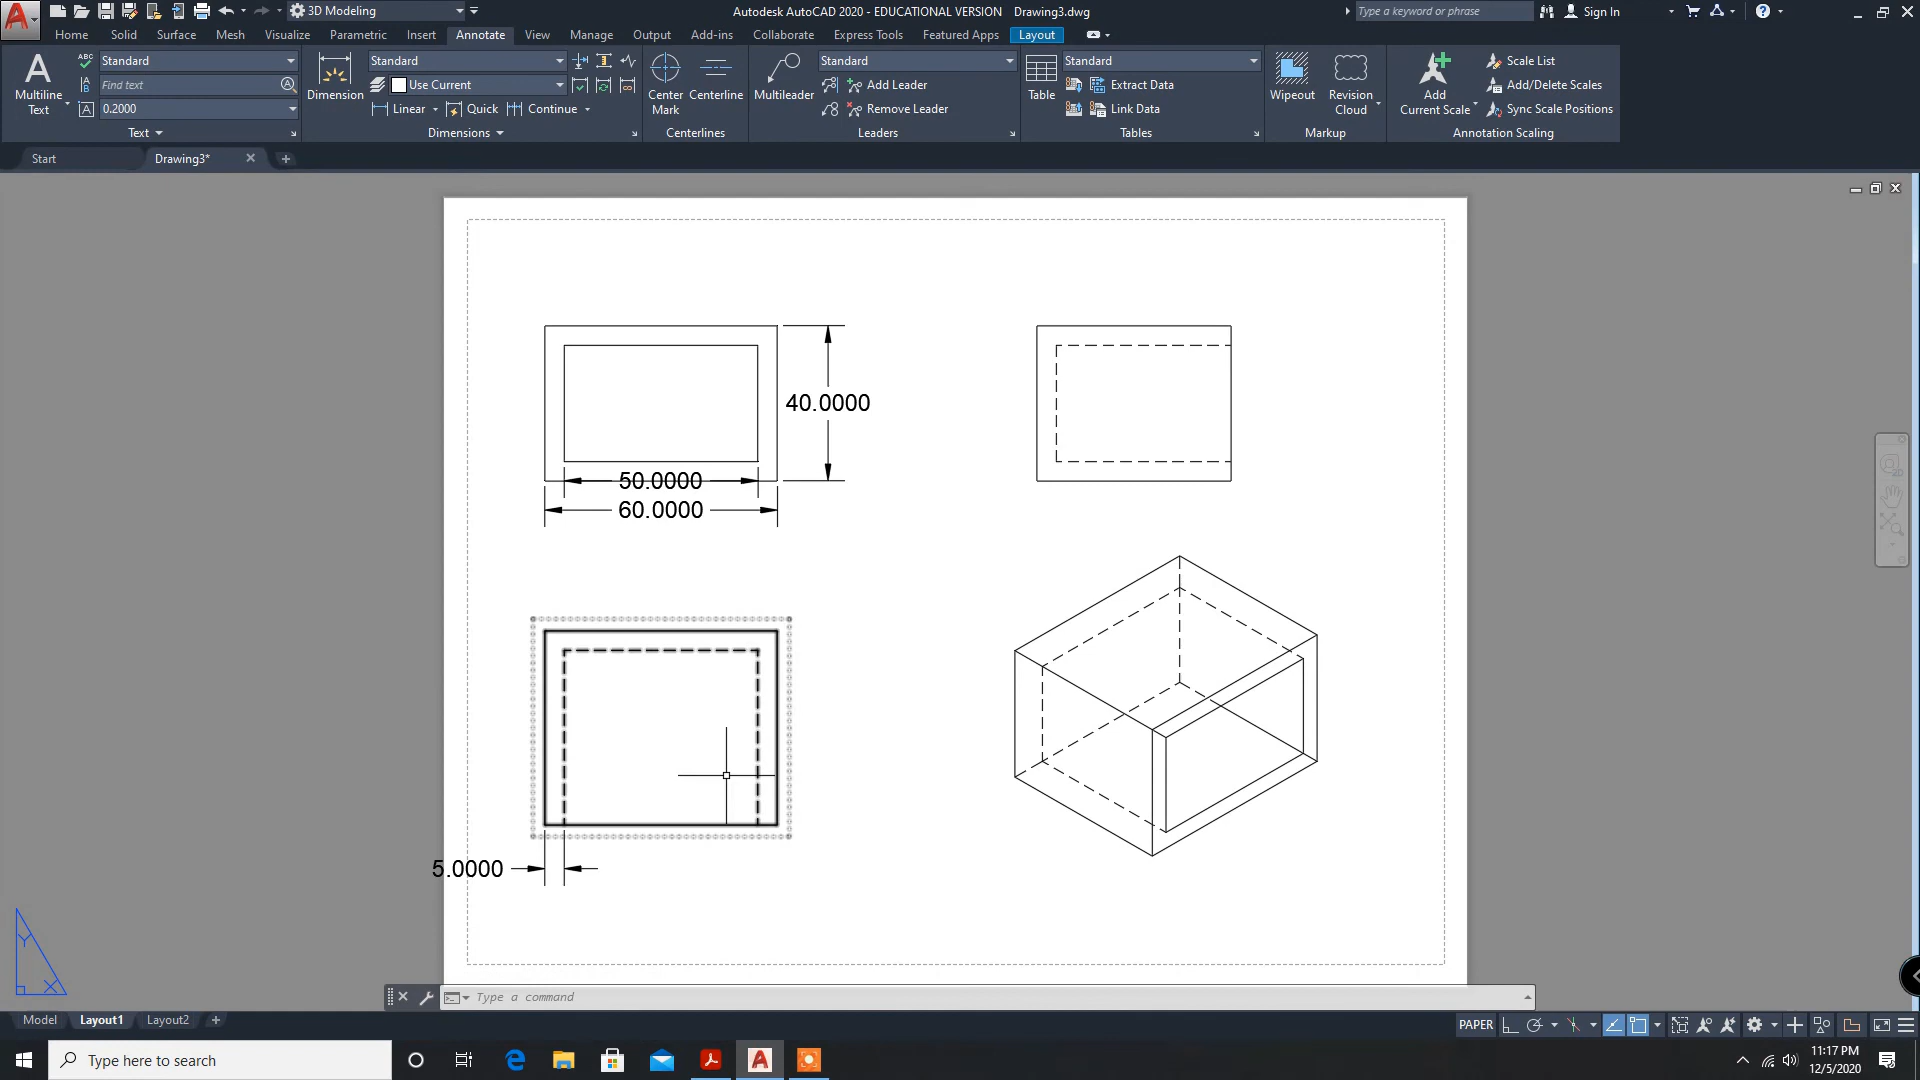 3D Modeling
Autodesk AutoCAD 2020 - EDUCATIONAL VERSION Drawing3.dwg
Type a keyword or phrase
Sign In
Home Solid Surface Mesh Visualize Parametric Insert Annotate View Manage Output Add-ins Collaborate Express Tools Featured Apps Layout
Multiline Text
ABC
Standard
Find text
0.2000
Text
Dimension
Standard
Use Current
Linear Quick Continue
Dimensions
Center Mark
Centerline
Centerlines
Multileader
Standard
Add Leader
Remove Leader
Leaders
Table
Standard
Extract Data
Link Data
Tables
Wipeout
Revision Cloud
Markup
Add Current Scale
Scale List
Add/Delete Scales
Sync Scale Positions
Annotation Scaling
Start
Drawing3*
40.0000
50.0000
60.0000
5.0000
Y
X
Type a command
Model Layout1 Layout2
PAPER
Type here to search
11:17 PM
12/5/2020